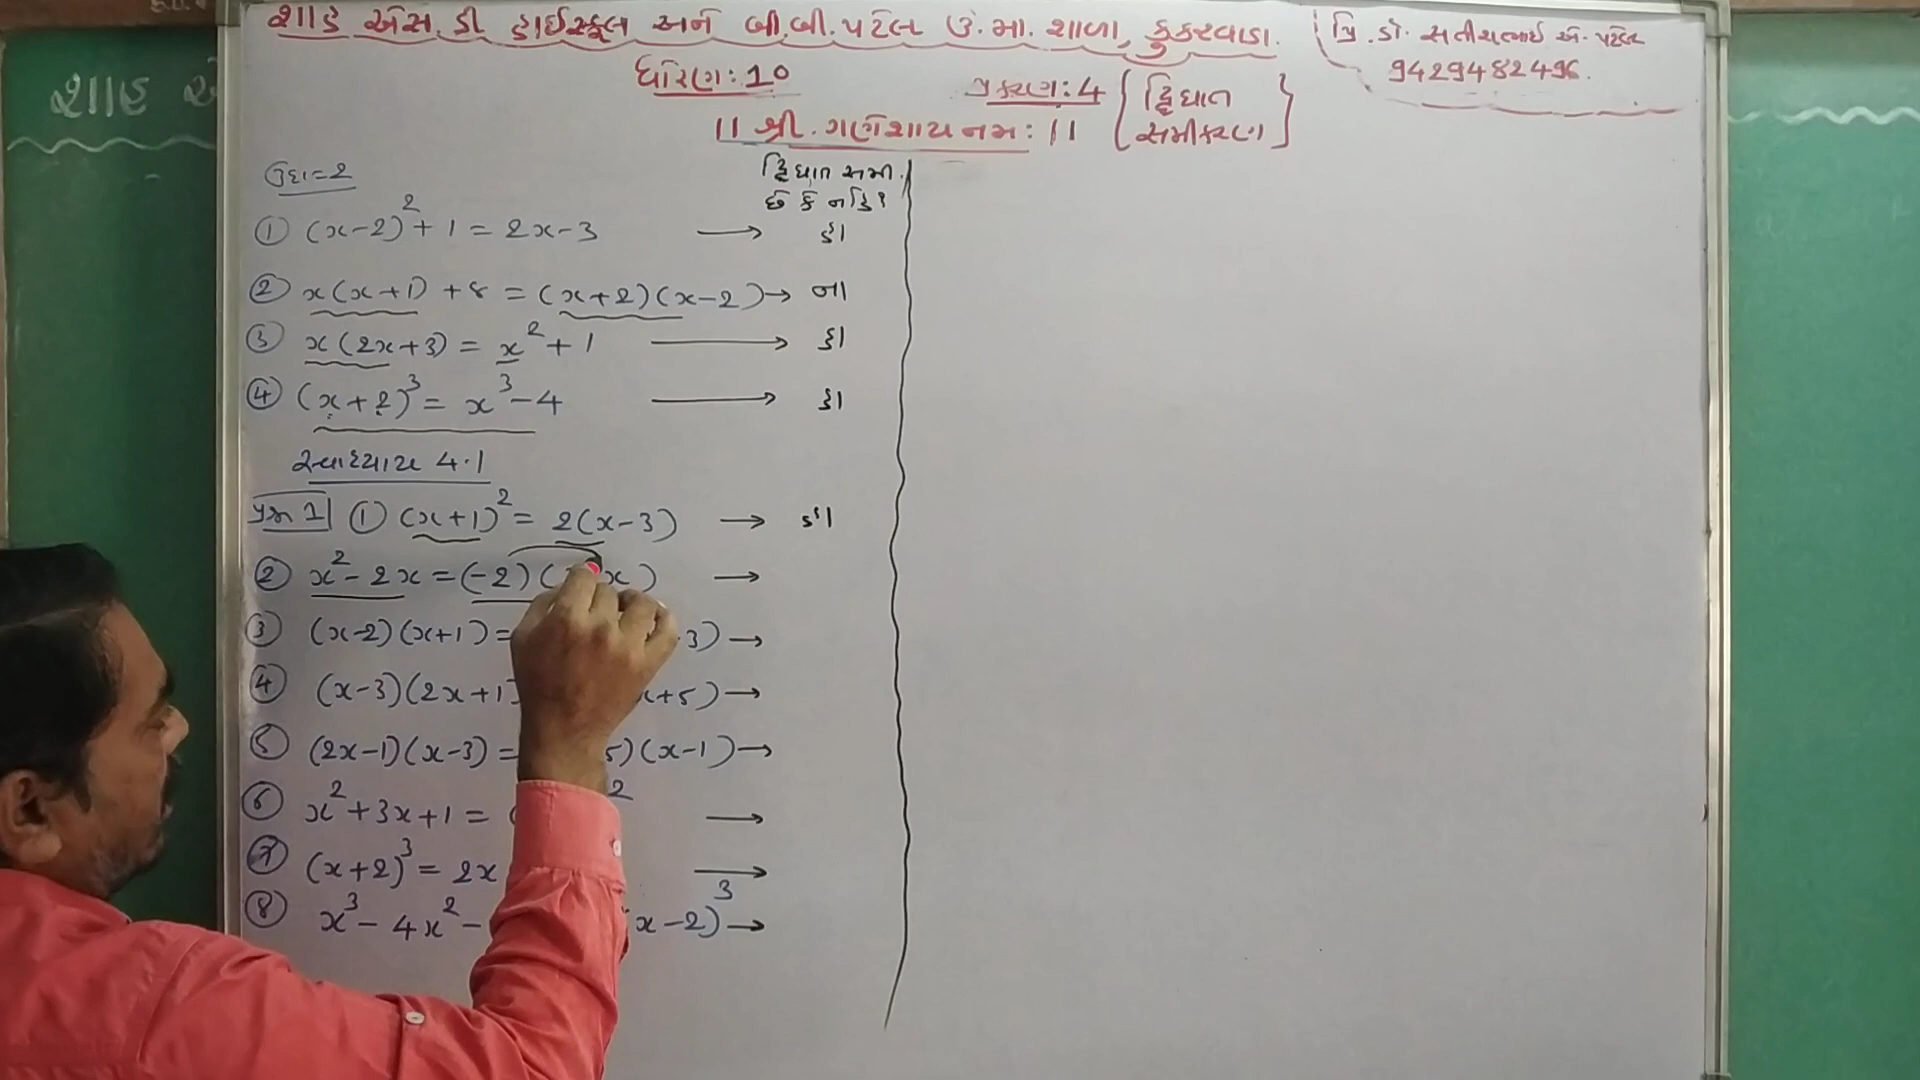 શાહ એસ.ડી હાઈસ્કૂલ અને બી.બી.પટેલ ઉ.મા.શાળા, કુકરવાડા.
પ્રિ.ડૉ. સતીષભાઈ એ. પટેલ
9429482496.
ધોરણ:10
પ્રકરણ:4 { દ્વિઘાત સમીકરણ }
|| શ્રી.ગણેશાય નમઃ ||
ઉદા=2
દ્વિઘાત સમી.
છે કે નહિ?
① (x-2)² + 1 = 2x-3 → હા
② x(x+1) +8 = (x+2)(x-2) → ના
③ x(2x+3) = x² + 1 → હા
④ (x+2)³ = x³-4 → હા
સ્વાધ્યાય 4.1
પ્રશ્ન 1 ① (x+1)² = 2(x-3) → હા
② x² - 2x = (-2)( x) →
③ (x-2)(x+1) = 3) →
④ (x-3)(2x+1) x+5) →
⑤ (2x-1)(x-3) = 5)(x-1) →
⑥ x² + 3x + 1 = ( ² →
⑦ (x+2)³ = 2x →
⑧ x³ - 4x² - x-2)³ →
શાહ